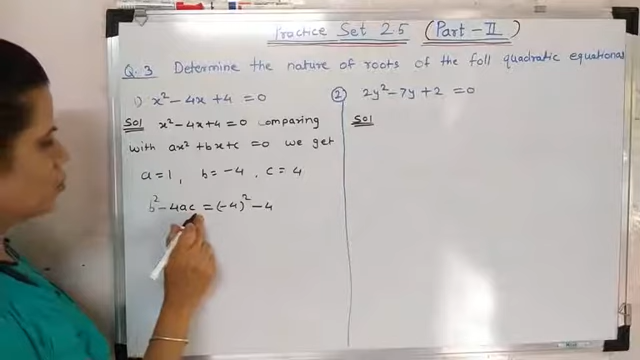 Practice Set 2.5 (Part - II)
Q.3 Determine the nature of roots of the foll quadratic equations
1) x² - 4x + 4 = 0
Sol x² - 4x + 4 = 0 comparing
with ax² + bx + c = 0 we get
a = 1, b = -4, c = 4
b² - 4ac = (-4)² - 4
② 2y² - 7y + 2 = 0
Sol